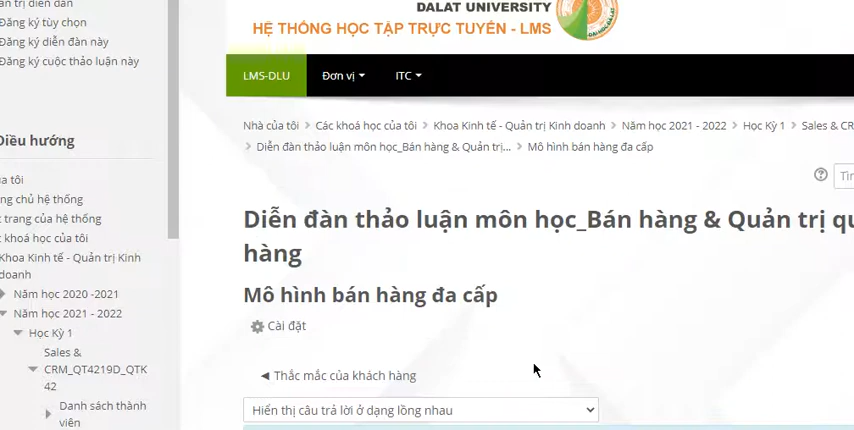 trị diễn đàn
Đăng ký tùy chọn
Đăng ký diễn đàn này
Đăng ký cuộc thảo luận này
DALAT UNIVERSITY
HỆ THỐNG HỌC TẬP TRỰC TUYẾN - LMS
LMS-DLU Đơn vị ITC
Nhà của tôi > Các khoá học của tôi > Khoa Kinh tế - Quản trị Kinh doanh > Năm học 2021 - 2022 > Học Kỳ 1 > Sales & CR
> Diễn đàn thảo luận môn học_Bán hàng & Quản trị... > Mô hình bán hàng đa cấp
Điều hướng
của tôi
ng chủ hệ thống
trang của hệ thống
khoá học của tôi
Khoa Kinh tế - Quản trị Kinh
doanh
Năm học 2020 -2021
Năm học 2021 - 2022
Học Kỳ 1
Sales &
CRM_QT4219D_QTK
42
Danh sách thành
viên
Diễn đàn thảo luận môn học_Bán hàng & Quản trị
hàng
Mô hình bán hàng đa cấp
Cài đặt
◄ Thắc mắc của khách hàng
Hiển thị câu trả lời ở dạng lồng nhau